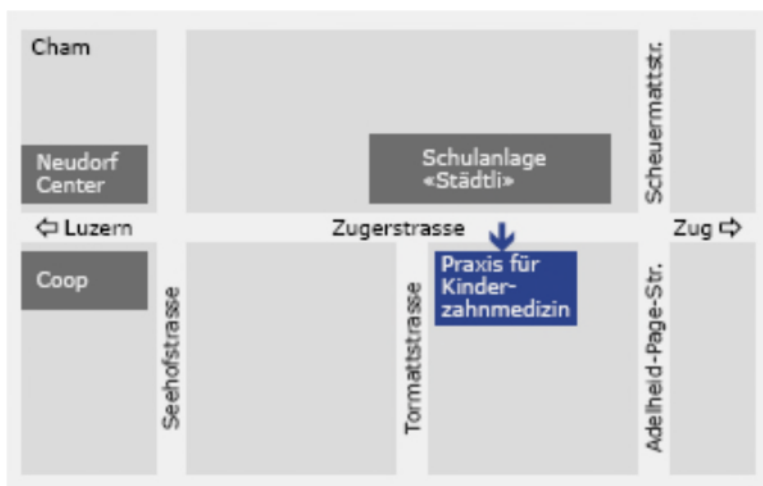 Cham
Scheuermattstr.
Neudorf
Center
Schulanlage
«Städtli»
Luzern
Zugerstrasse
Zug
Coop
Seehofstrasse
Tormattstrasse
Praxis für
Kinder-
zahnmedizin
Adelheid-Page-Str.